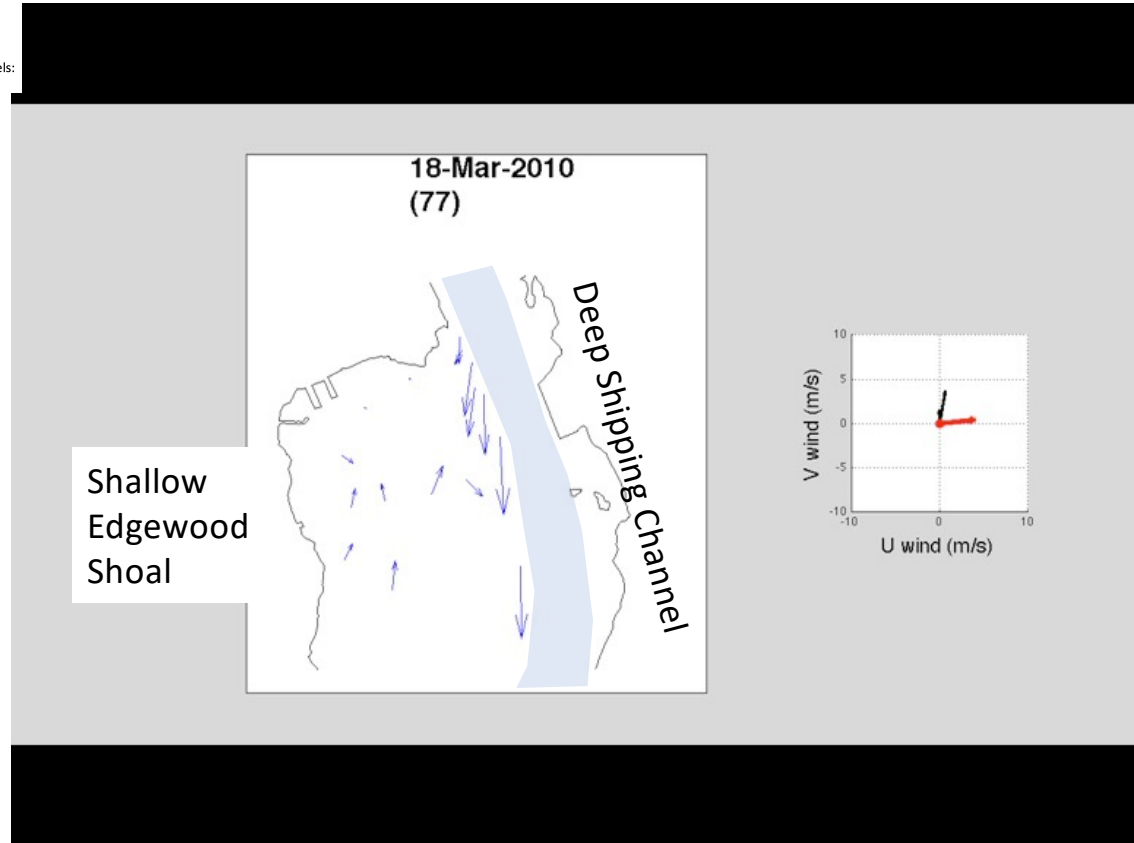 els:
18-Mar-2010
(77)
Deep Shipping Channel
Shallow
Edgewood
Shoal
10
5
0
-5
-10
-10
0
10
V wind (m/s)
U wind (m/s)